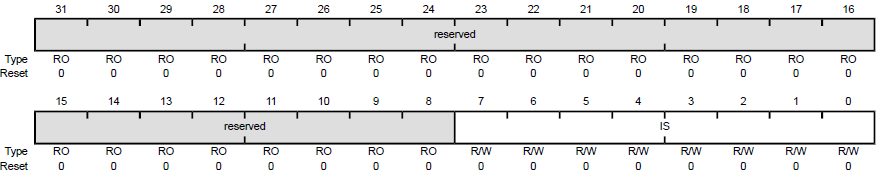 31 30 29 28 27 26 25 24 23 22 21 20 19 18 17 16
reserved
Type RO RO RO RO RO RO RO RO RO RO RO RO RO RO RO RO
Reset 0 0 0 0 0 0 0 0 0 0 0 0 0 0 0 0
15 14 13 12 11 10 9 8 7 6 5 4 3 2 1 0
reserved IS
Type RO RO RO RO RO RO RO RO R/W R/W R/W R/W R/W R/W R/W R/W
Reset 0 0 0 0 0 0 0 0 0 0 0 0 0 0 0 0